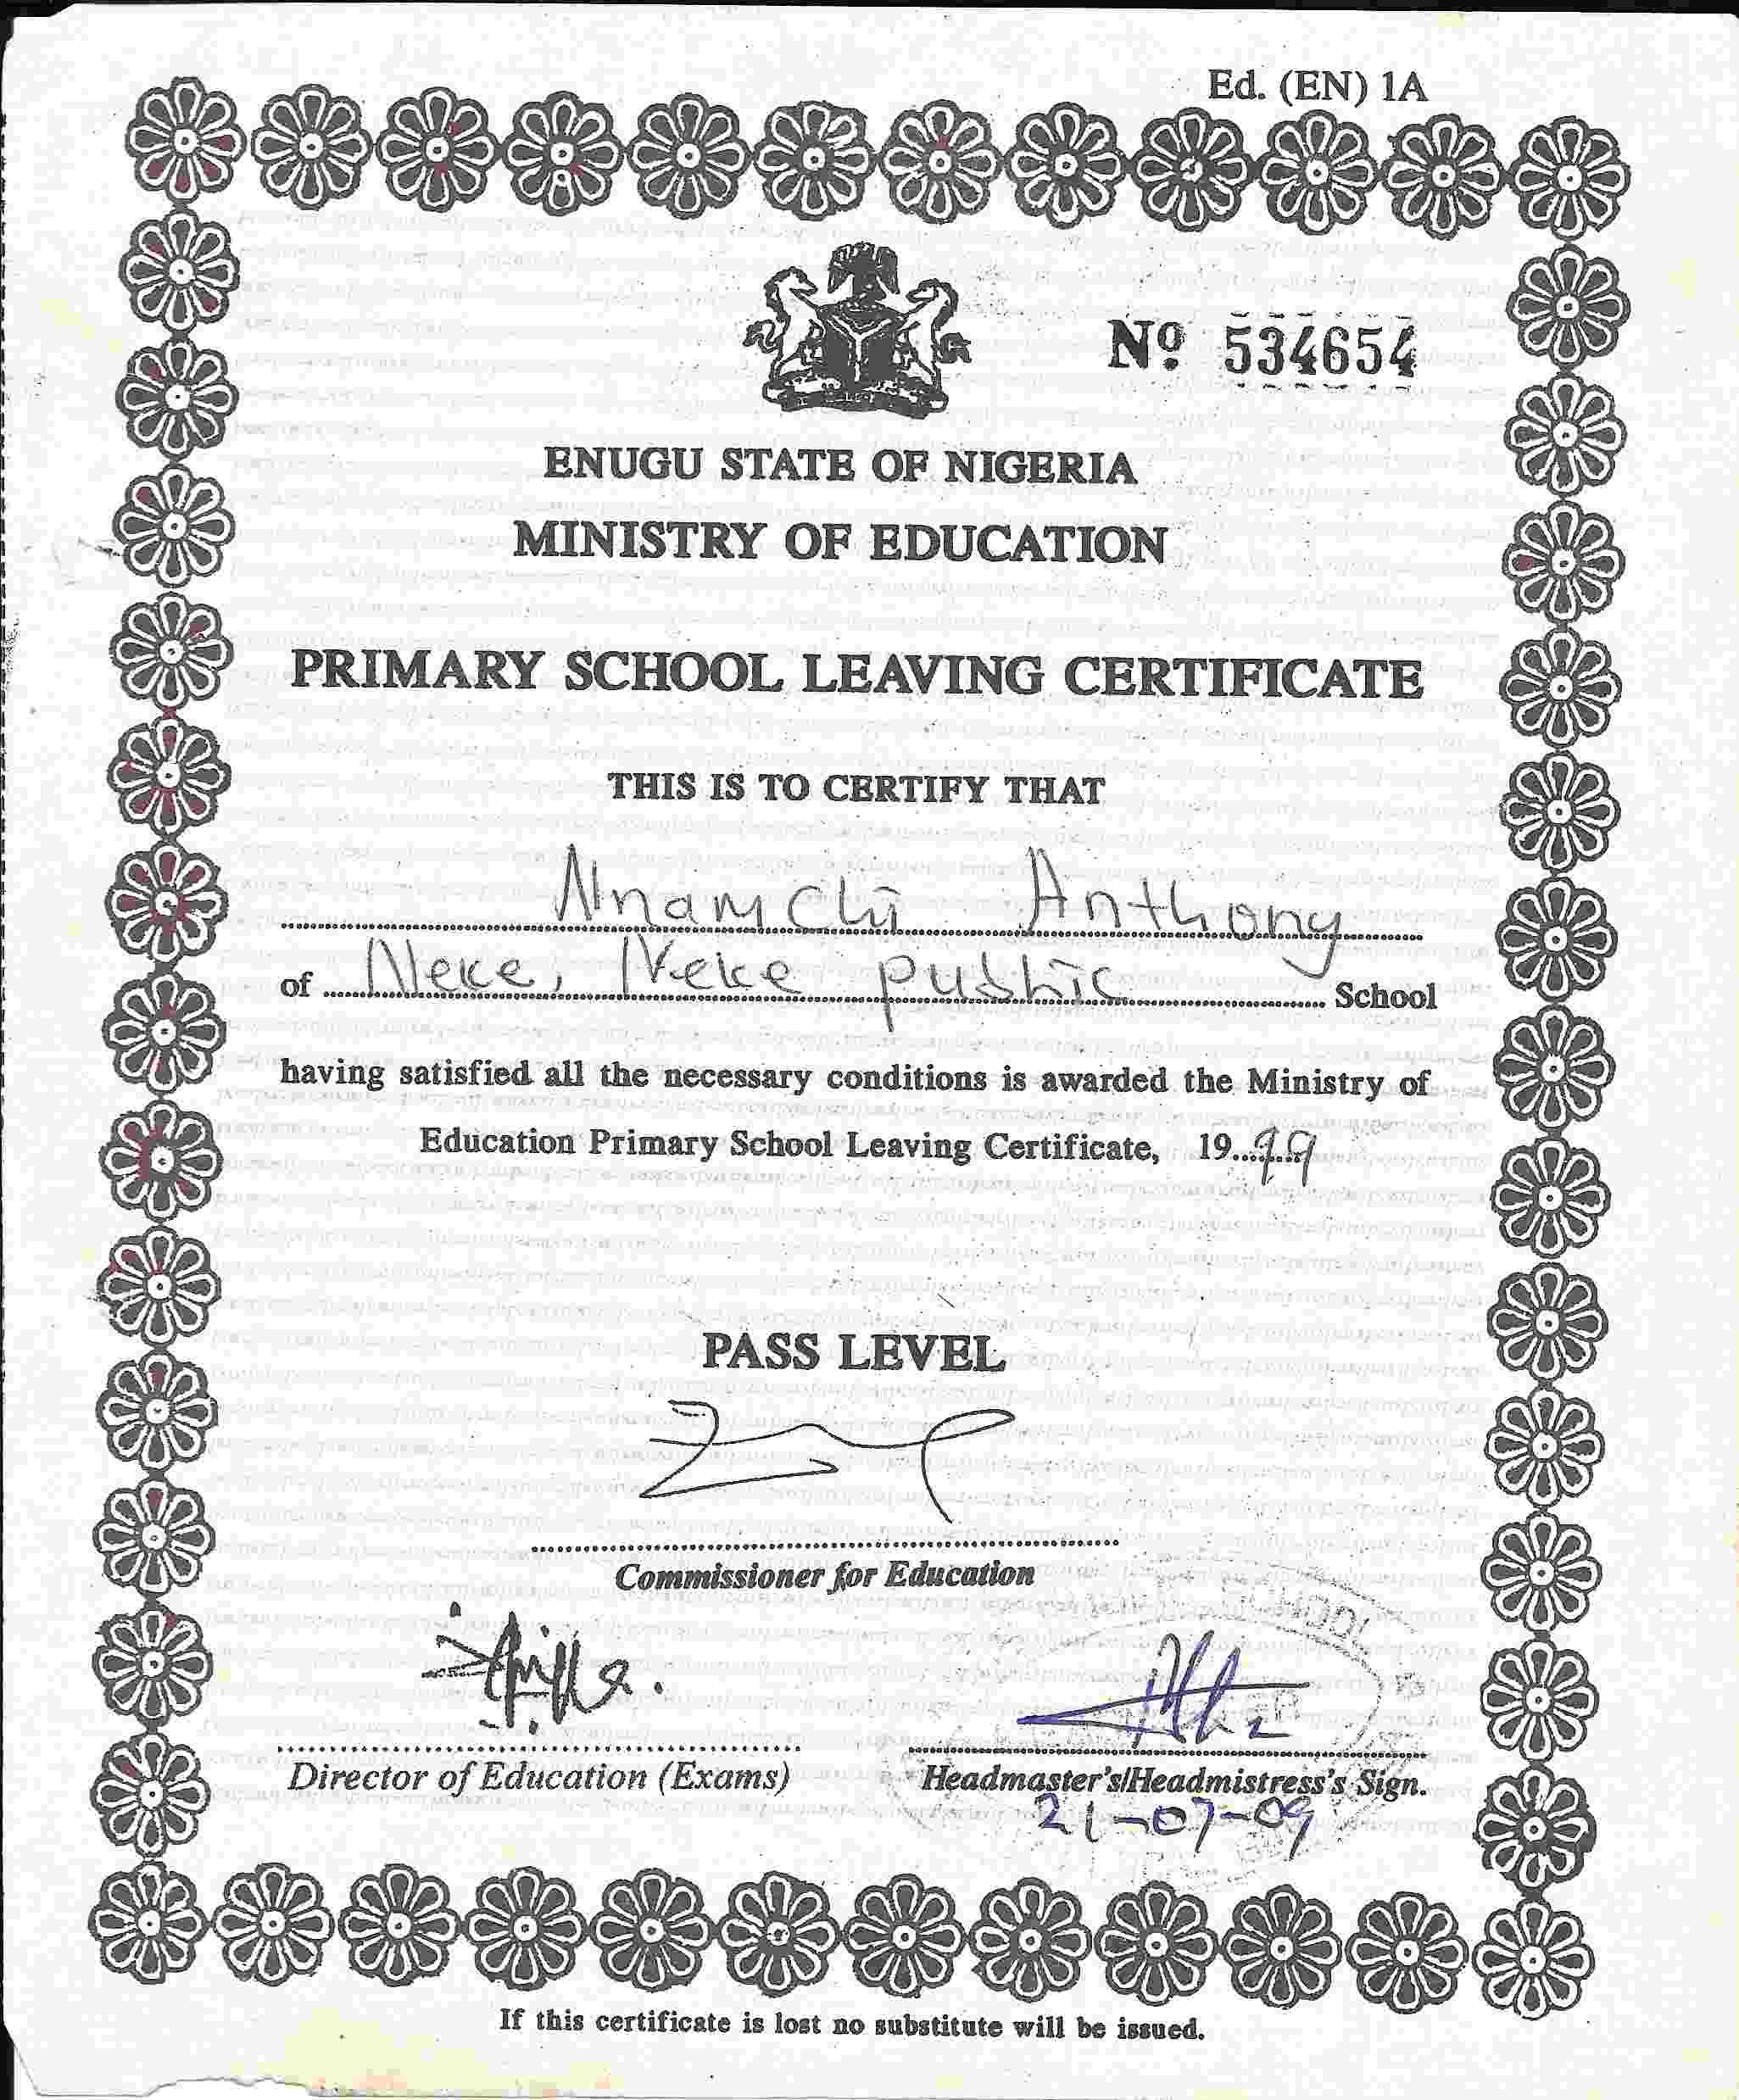 Ed. (EN) 1A
Nº 534654
ENUGU STATE OF NIGERIA
MINISTRY OF EDUCATION
PRIMARY SCHOOL LEAVING CERTIFICATE
THIS IS TO CERTIFY THAT
Nnamchi Anthony
of Neke, Neke public School
having satisfied all the necessary conditions is awarded the Ministry of
Education Primary School Leaving Certificate, 19 99
PASS LEVEL
Commissioner for Education
SCHOOL
Director of Education (Exams)
Headmaster's/Headmistress's Sign.
21-07-09
If this certificate is lost no substitute will be issued.